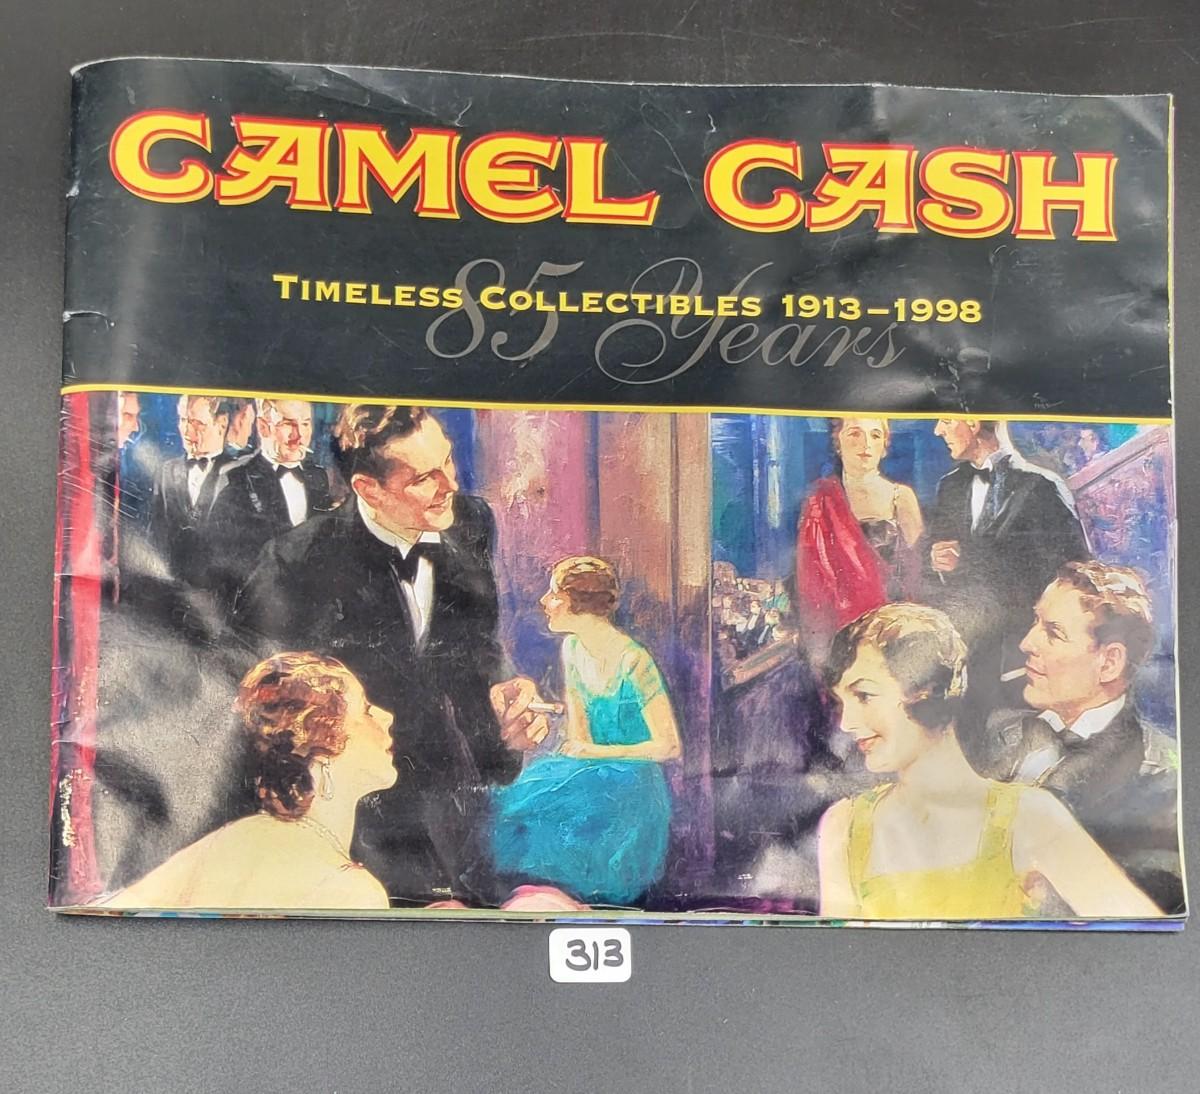 CAMEL CASH
85 Years
TIMELESS COLLECTIBLES 1913–1998
313